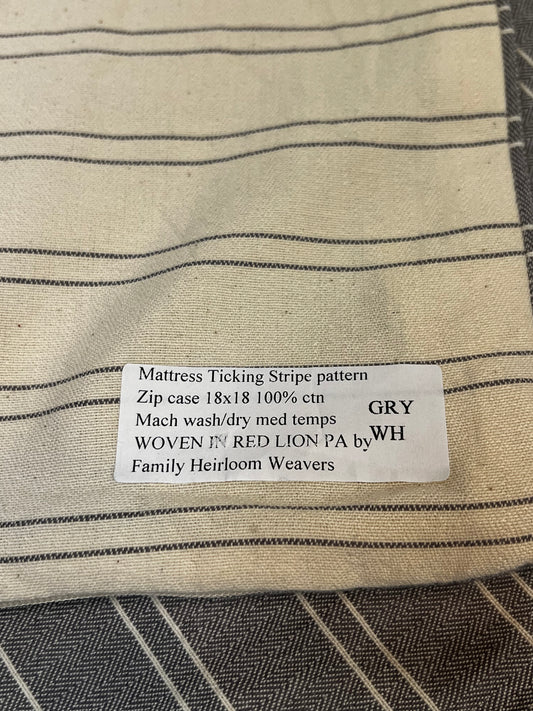 Mattress Ticking Stripe pattern
Zip case 18x18 100% ctn
Mach wash/dry med temps
WOVEN IN RED LION PA by
Family Heirloom Weavers
GRY
WH